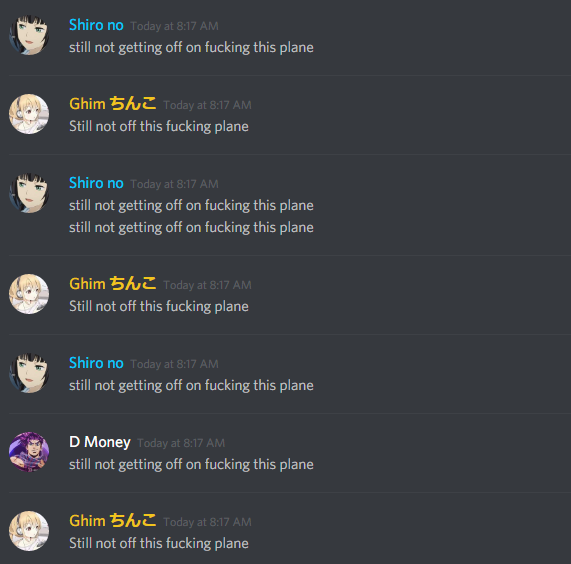 Shiro no Today at 8:17 AM
still not getting off on fucking this plane
Ghim ちんこ Today at 8:17 AM
Still not off this fucking plane
Shiro no Today at 8:17 AM
still not getting off on fucking this plane
still not getting off on fucking this plane
Ghim ちんこ Today at 8:17 AM
Still not off this fucking plane
Shiro no Today at 8:17 AM
still not getting off on fucking this plane
D Money Today at 8:17 AM
still not getting off on fucking this plane
Ghim ちんこ Today at 8:17 AM
Still not off this fucking plane